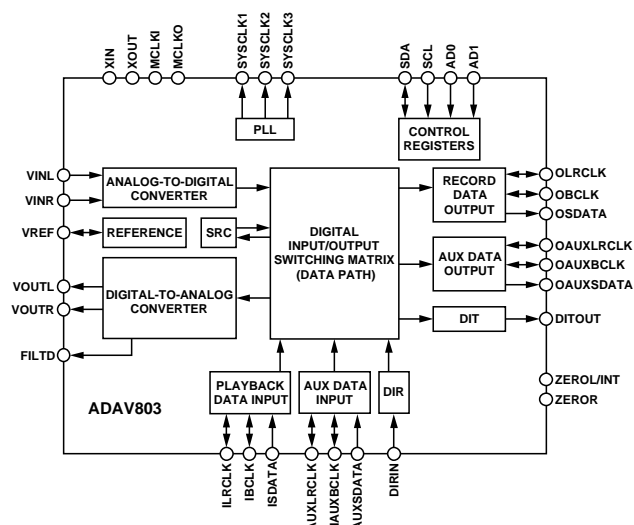 XIN
XOUT
MCLKI
MCLKO
SYSCLK1
SYSCLK2
SYSCLK3
SDA
SCL
AD0
AD1
PLL
CONTROL
REGISTERS
VINL
VINR
VREF
VOUTL
VOUTR
FILTD
ANALOG-TO-DIGITAL
CONVERTER
REFERENCE
SRC
DIGITAL-TO-ANALOG
CONVERTER
DIGITAL
INPUT/OUTPUT
SWITCHING MATRIX
(DATA PATH)
RECORD
DATA
OUTPUT
AUX DATA
OUTPUT
DIT
OLRCLK
OBCLK
OSDATA
OAUXLRCLK
OAUXBCLK
OAUXSDATA
DITOUT
ZEROL/INT
ZEROR
PLAYBACK
DATA INPUT
AUX DATA
INPUT
DIR
ADAV803
ILRCLK
IBCLK
ISDATA
AUXLRCLK
IAUXBCLK
AUXSDATA
DIRIN